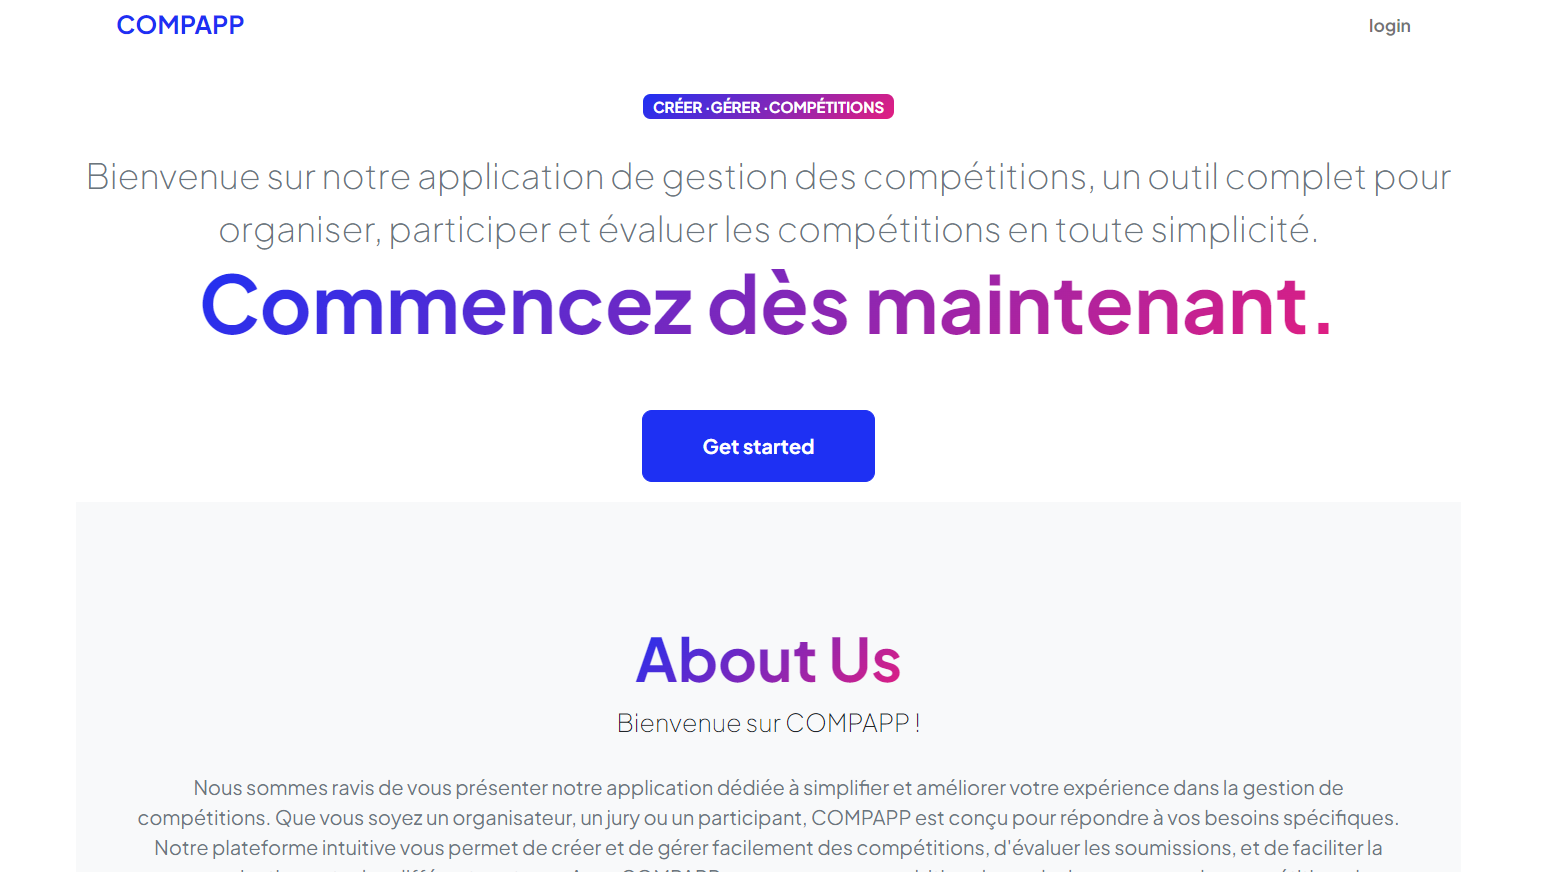 COMPAPP
login
CRÉER ·GÉRER ·COMPÉTITIONS
Bienvenue sur notre application de gestion des compétitions, un outil complet pour
organiser, participer et évaluer les compétitions en toute simplicité.
Commencez dès maintenant.
Get started
About Us
Bienvenue sur COMPAPP !
Nous sommes ravis de vous présenter notre application dédiée à simplifier et améliorer votre expérience dans la gestion de
compétitions. Que vous soyez un organisateur, un jury ou un participant, COMPAPP est conçu pour répondre à vos besoins spécifiques.
Notre plateforme intuitive vous permet de créer et de gérer facilement des compétitions, d'évaluer les soumissions, et de faciliter la